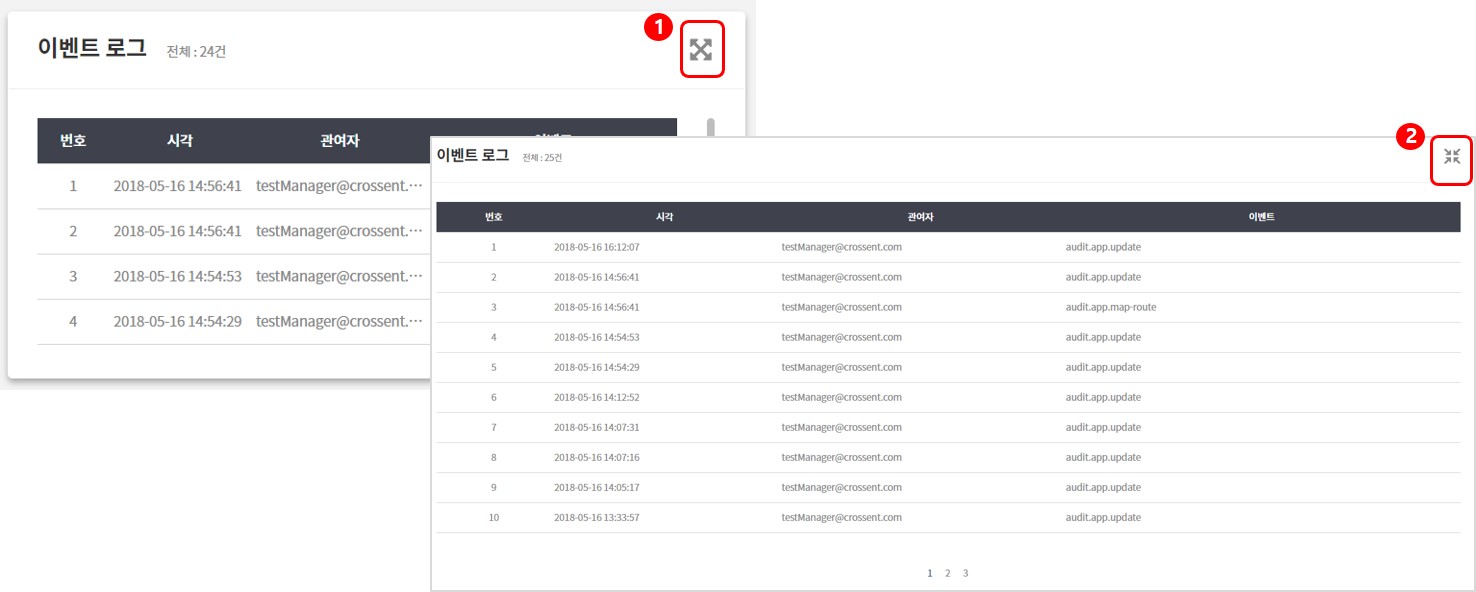 이벤트 로그 전체 : 24건
1
번호 시각 관여자
1 2018-05-16 14:56:41 testManager@crossent.…
2 2018-05-16 14:56:41 testManager@crossent.…
3 2018-05-16 14:54:53 testManager@crossent.…
4 2018-05-16 14:54:29 testManager@crossent.…
이벤트 로그 전체 : 25건
2
번호 시각 관여자 이벤트
1 2018-05-16 16:12:07 testManager@crossent.com audit.app.update
2 2018-05-16 14:56:41 testManager@crossent.com audit.app.update
3 2018-05-16 14:56:41 testManager@crossent.com audit.app.map-route
4 2018-05-16 14:54:53 testManager@crossent.com audit.app.update
5 2018-05-16 14:54:29 testManager@crossent.com audit.app.update
6 2018-05-16 14:12:52 testManager@crossent.com audit.app.update
7 2018-05-16 14:07:31 testManager@crossent.com audit.app.update
8 2018-05-16 14:07:16 testManager@crossent.com audit.app.update
9 2018-05-16 14:05:17 testManager@crossent.com audit.app.update
10 2018-05-16 13:33:57 testManager@crossent.com audit.app.update
1 2 3